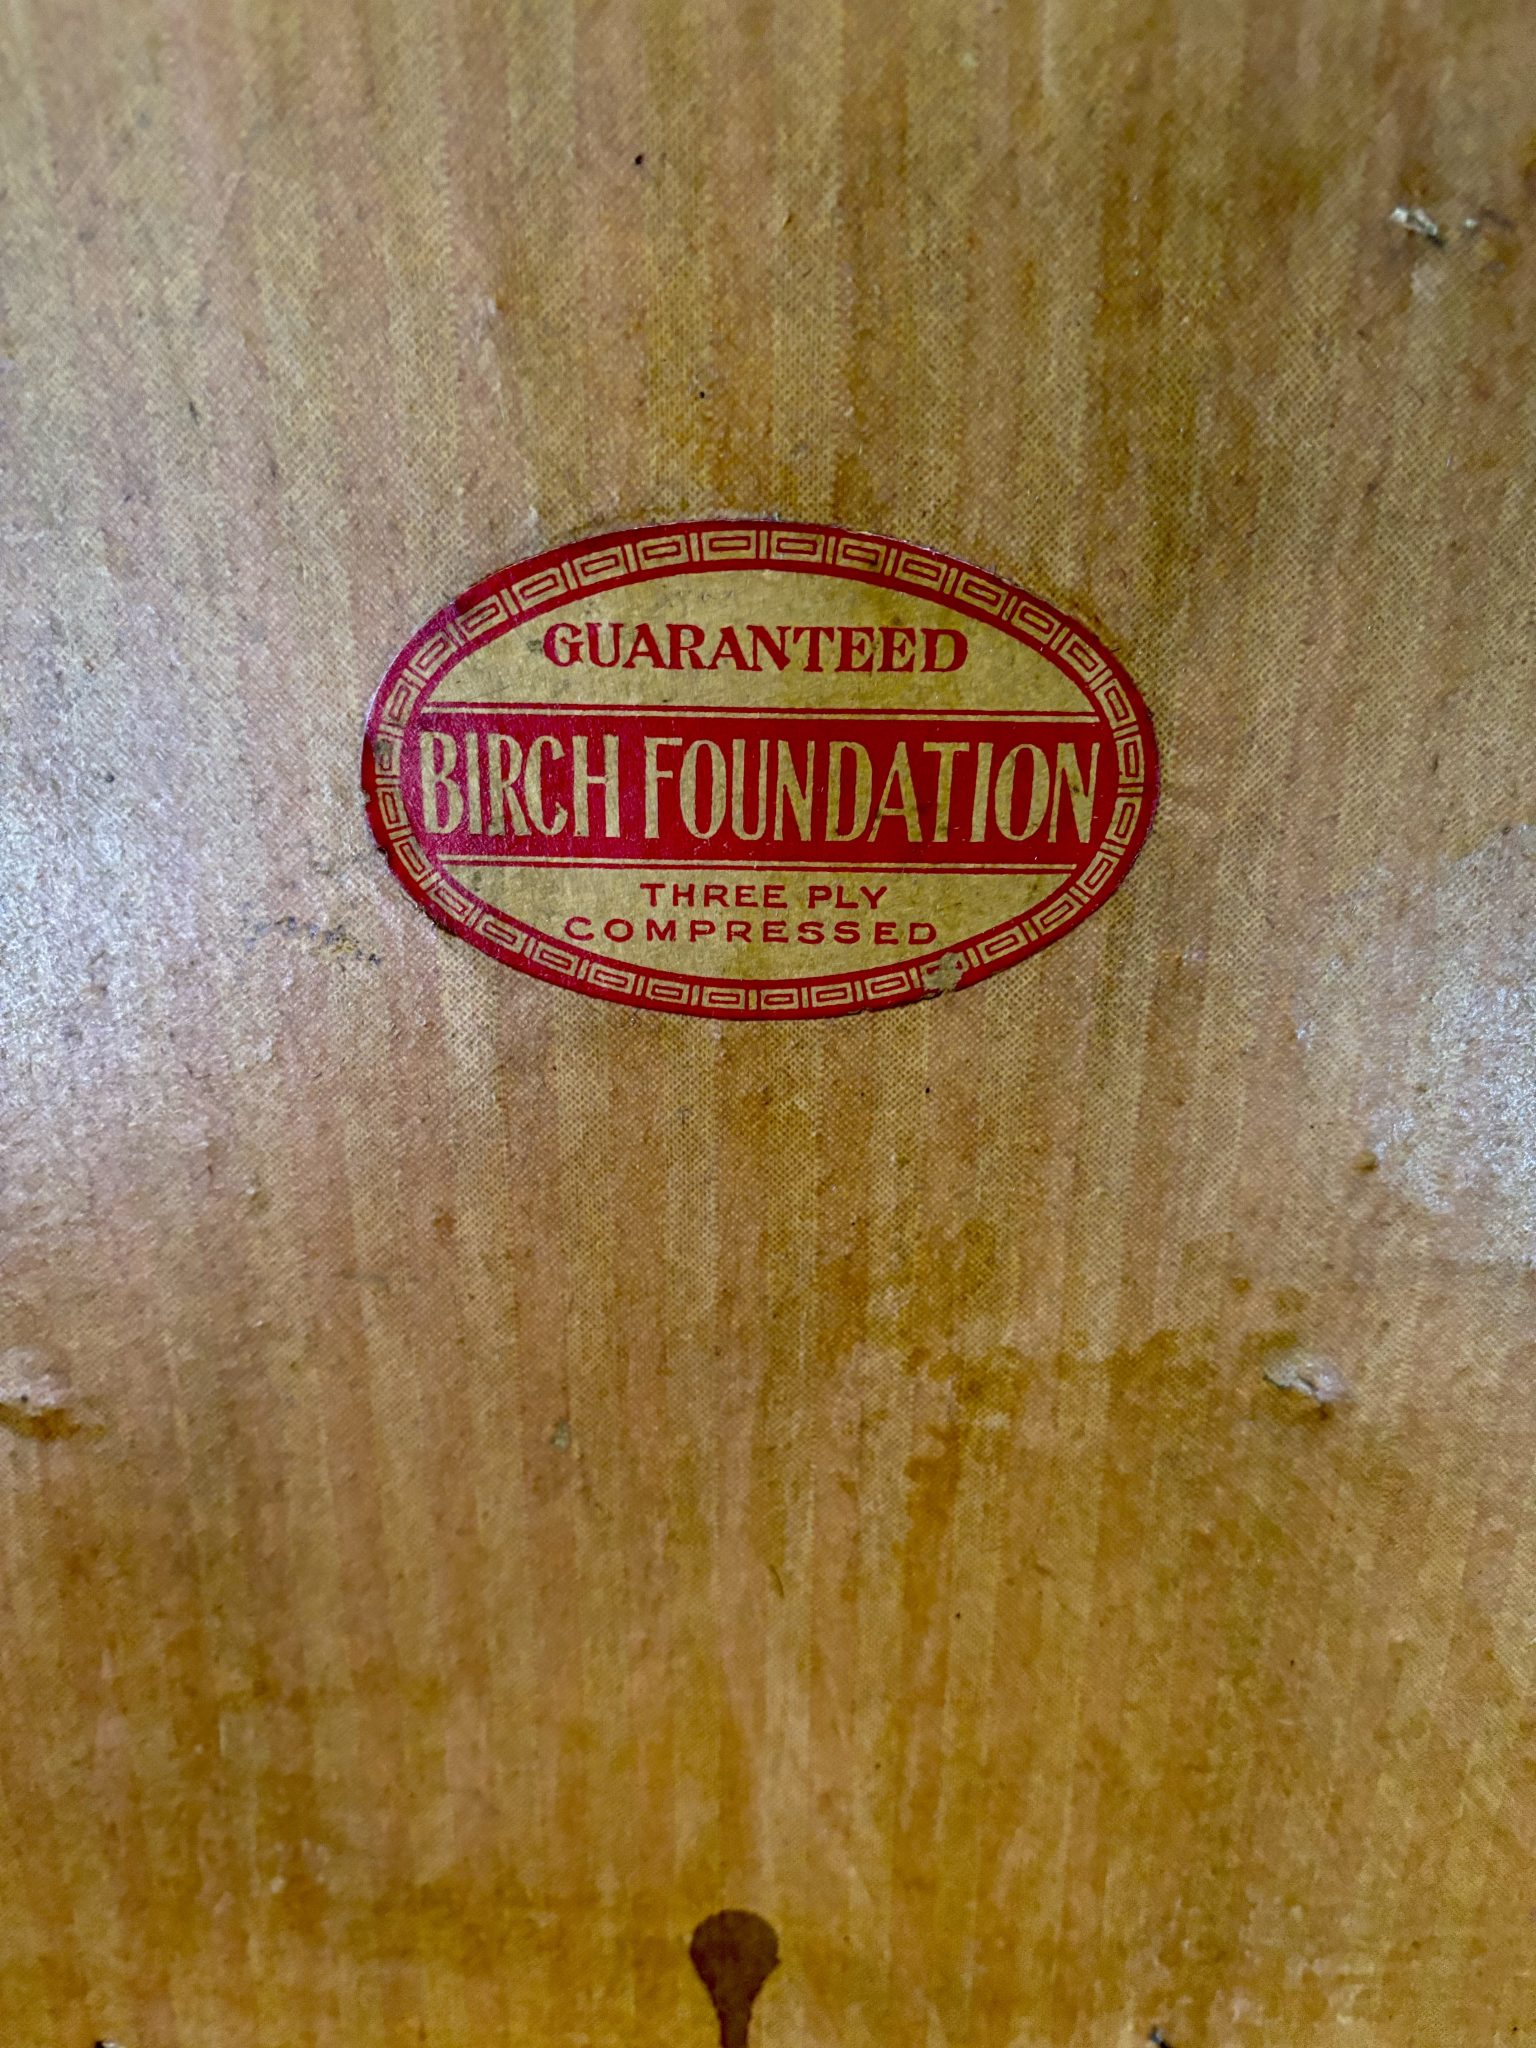 GUARANTEED
BIRCH FOUNDATION
THREE PLY
COMPRESSED